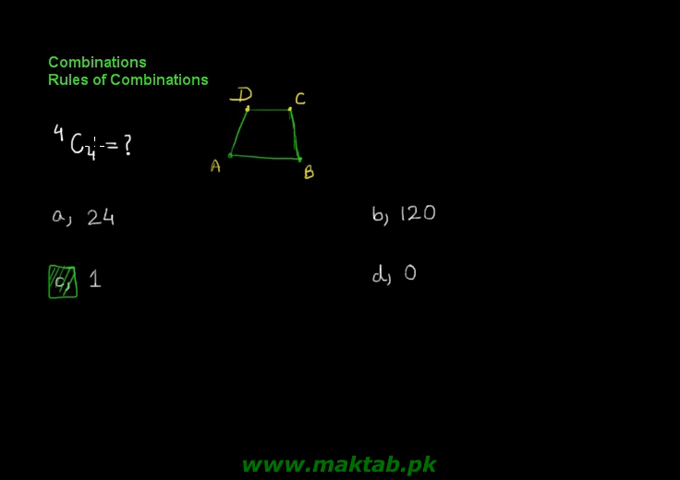 Combinations
Rules of Combinations
D C
⁴C₄ = ?
A B
a, 24 b, 120
c, 1 d, 0
www.maktab.pk